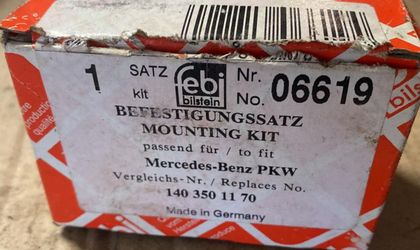 1 SATZ kit febi bilstein Nr. No. 06619
BEFESTIGUNGSSATZ
MOUNTING KIT
passend für / to fit
Mercedes-Benz PKW
Vergleichs-Nr. / Replaces No.
140 350 11 70
Made in Germany